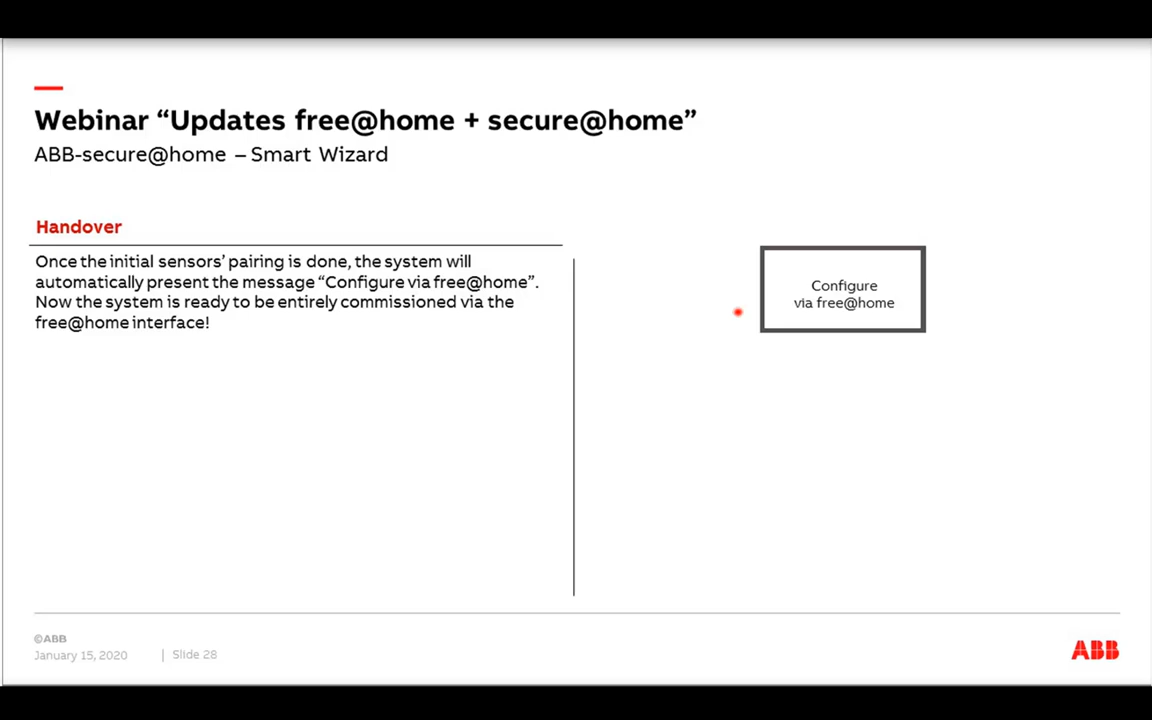 Webinar “Updates free@home + secure@home”
ABB-secure@home – Smart Wizard
Handover
Once the initial sensors’ pairing is done, the system will
automatically present the message “Configure via free@home”.
Now the system is ready to be entirely commissioned via the
free@home interface!
Configure
via free@home
©ABB
January 15, 2020 | Slide 28
ABB